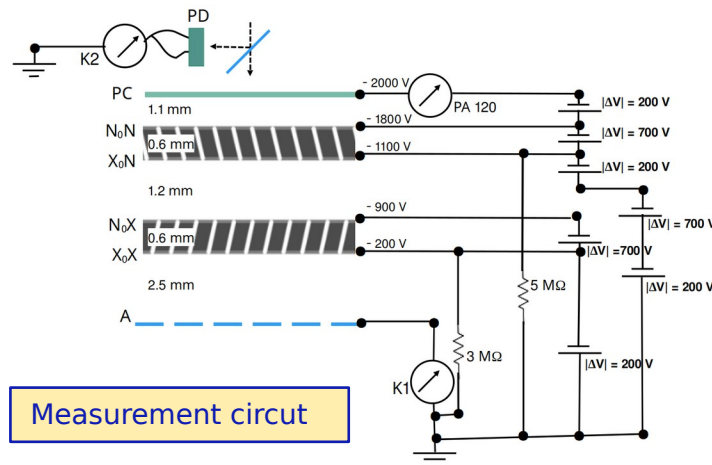 PD
K2
PC
- 2000 V
PA 120
|ΔV| = 200 V
1.1 mm
N₀N
- 1800 V
|ΔV| = 700 V
0.6 mm
X₀N
- 1100 V
|ΔV| = 200 V
1.2 mm
N₀X
- 900 V
|ΔV| = 700 V
0.6 mm
X₀X
- 200 V
|ΔV| =700 V
2.5 mm
5 MΩ
|ΔV| = 200 V
A
3 MΩ
|ΔV| = 200 V
K1
Measurement circut